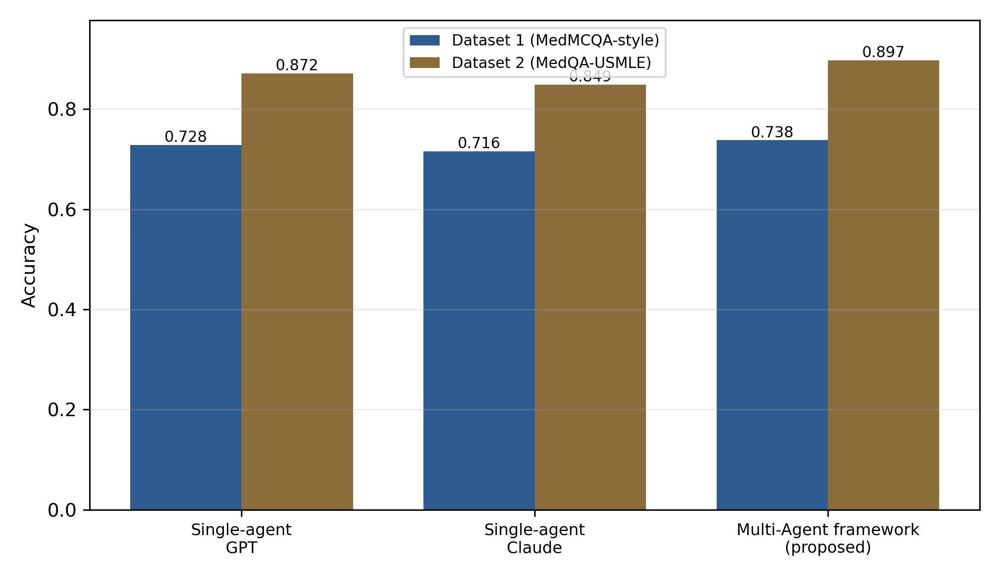 Dataset 1 (MedMCQA-style)
Dataset 2 (MedQA-USMLE)
0.728
0.872
0.716
0.849
0.738
0.897
Accuracy
0.8
0.6
0.4
0.2
0.0
Single-agent
GPT
Single-agent
Claude
Multi-Agent framework
(proposed)